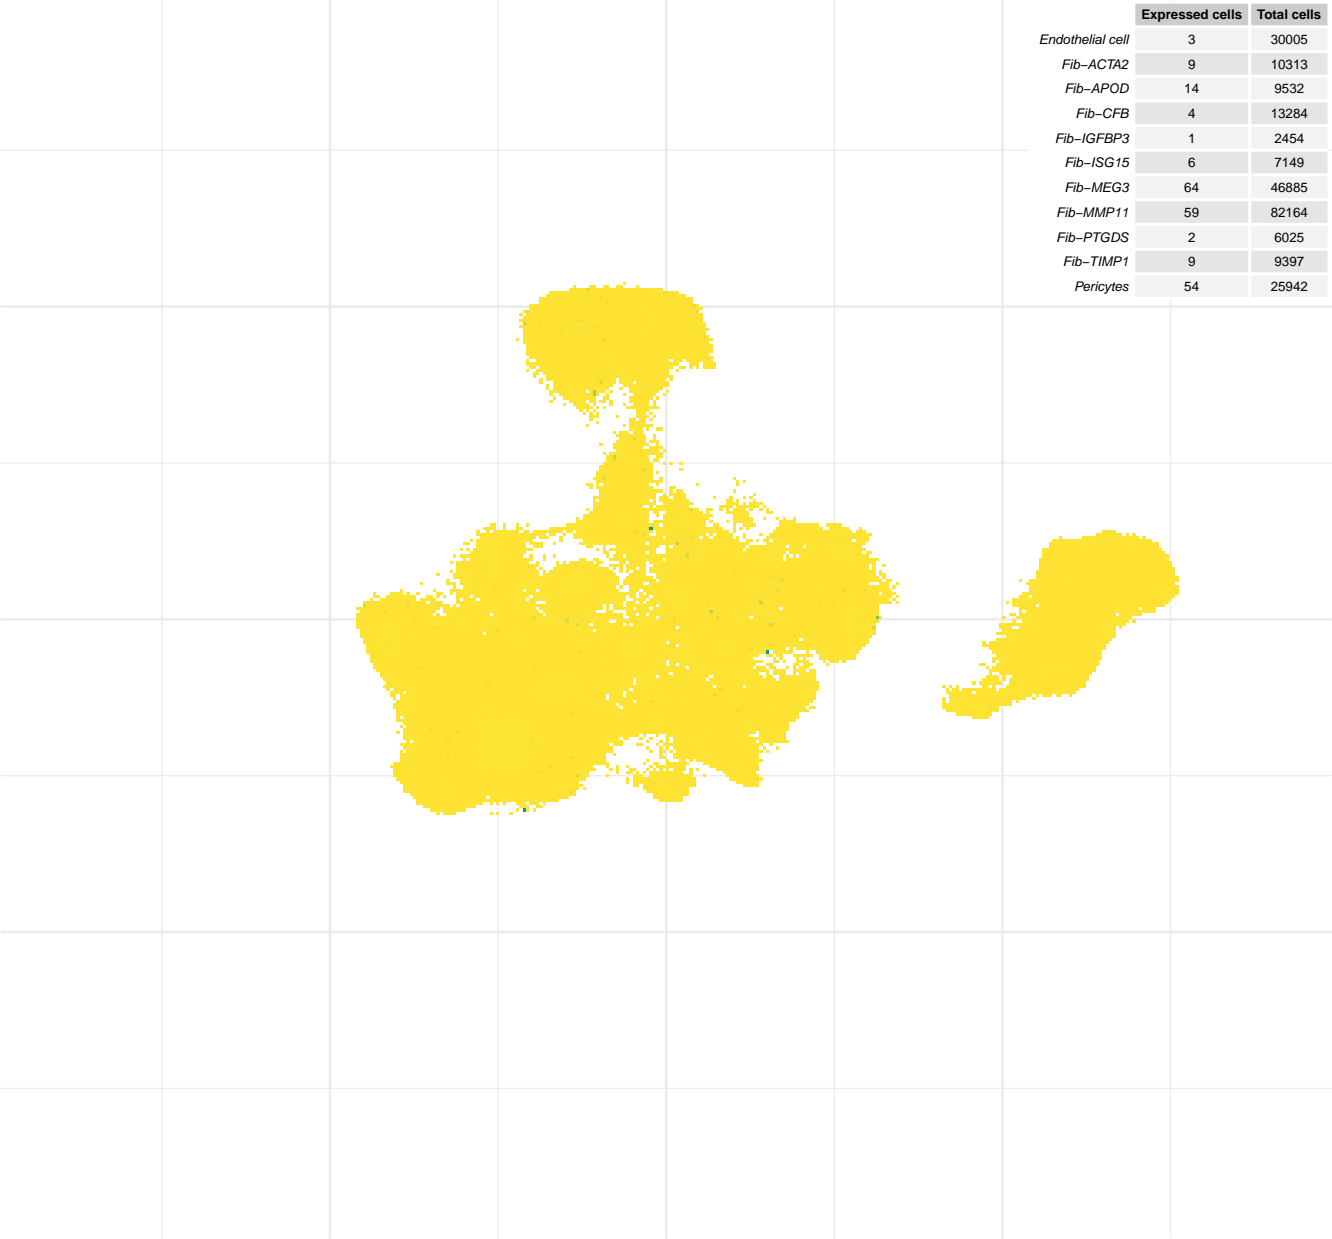 Expressed cells Total cells
Endothelial cell 3 30005
Fib−ACTA2 9 10313
Fib−APOD 14 9532
Fib−CFB 4 13284
Fib−IGFBP3 1 2454
Fib−ISG15 6 7149
Fib−MEG3 64 46885
Fib−MMP11 59 82164
Fib−PTGDS 2 6025
Fib−TIMP1 9 9397
Pericytes 54 25942